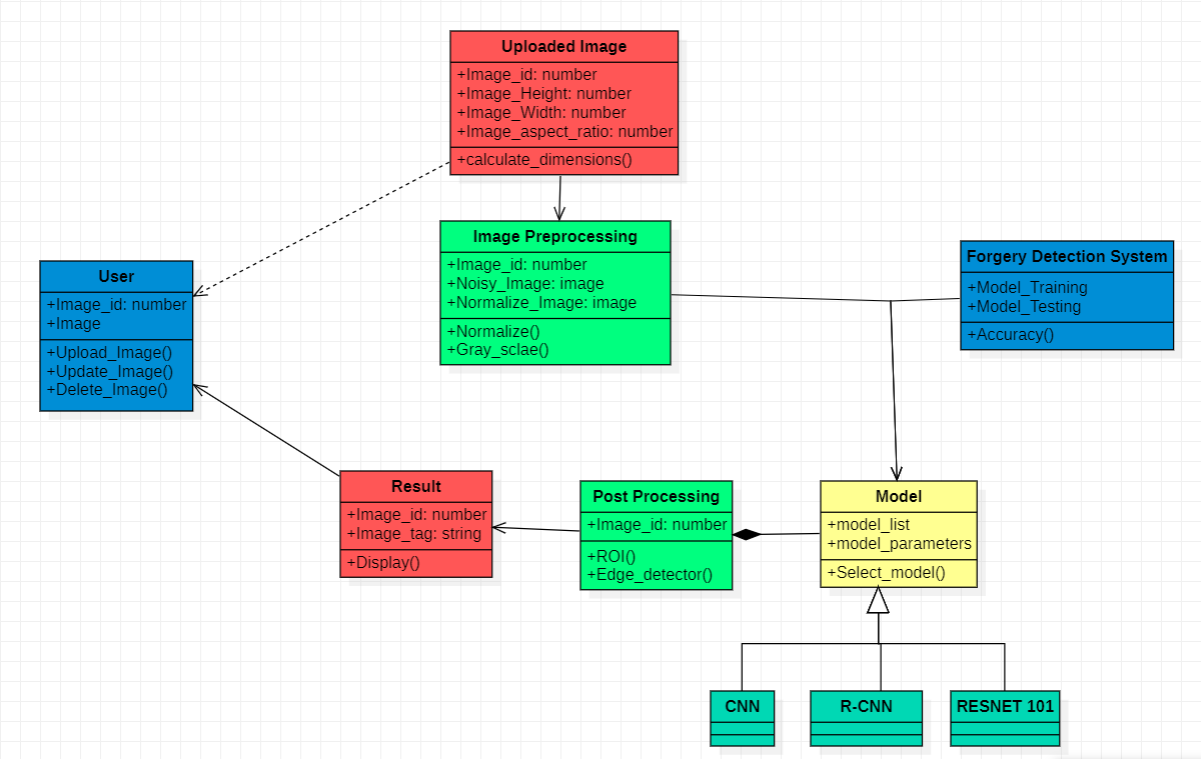 Uploaded Image
+Image_id: number
+Image_Height: number
+Image_Width: number
+Image_aspect_ratio: number
+calculate_dimensions()
Image Preprocessing
+Image_id: number
+Noisy_Image: image
+Normalize_Image: image
+Normalize()
+Gray_sclae()
Forgery Detection System
+Model_Training
+Model_Testing
+Accuracy()
User
+Image_id: number
+Image
+Upload_Image()
+Update_Image()
+Delete_Image()
Result
+Image_id: number
+Image_tag: string
+Display()
Post Processing
+Image_id: number
+ROI()
+Edge_detector()
Model
+model_list
+model_parameters
+Select_model()
CNN
R-CNN
RESNET 101